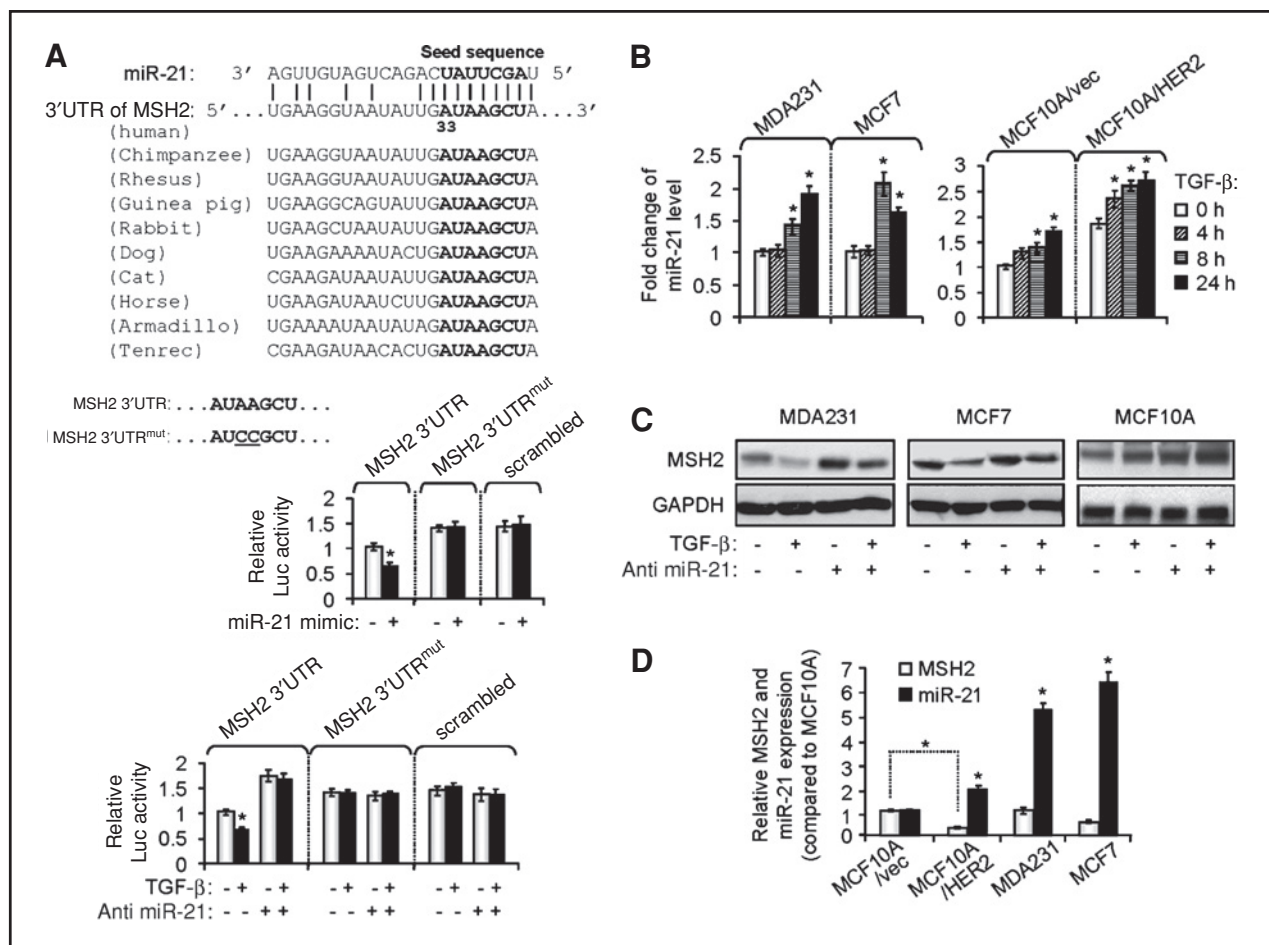 A
Seed sequence
miR-21: 3′ AGUUGUAGUCAGACUAUUCGAU 5′
3′UTR of MSH2: 5′ ...UGAAGGUAAUAUUGAUAAGCUA...3′
(human) 33
(Chimpanzee) UGAAGGUAAUAUUGAUAAGCUA
(Rhesus) UGAAGGUAAUAUUGAUAAGCUA
(Guinea pig) UGAAGGCAGUAUUGAUAAGCUA
(Rabbit) UGAAGCUAAUAUUGAUAAGCUA
(Dog) UGAAGAAAACAUUGAUAAGCUA
(Cat) CGAAGAUAAUAUUGAUAAGCUA
(Horse) UGAAGAUAAUCUUGAUAAGCUA
(Armadillo) UGAAAAUAAUAUAGAUAAGCUA
(Tenrec) CGAAGAUAACACUGAUAAGCUA
MSH2 3′UTR: ...AUAAGCU...
MSH2 3′UTRmut: ...AUCCGCU...
MSH2 3′UTR
MSH2 3′UTRmut
scrambled
Relative
Luc activity
2
1.5
1
0.5
0
*
miR-21 mimic: - + - + - +
MSH2 3′UTR
MSH2 3′UTRmut
scrambled
Relative
Luc activity
2
1.5
1
0.5
0
*
TGF-β: - + - + - + - + - + - +
Anti miR-21: - - + + - - + + - - + +
B
MDA231
MCF7
MCF10A/vec
MCF10A/HER2
Fold change of
miR-21 level
2.5
2
1.5
1
0.5
0
* * * *
3
2.5
2
1.5
1
0.5
0
* * * * *
TGF-β:
0 h
4 h
8 h
24 h
C
MDA231 MCF7 MCF10A
MSH2
GAPDH
TGF-β: - + - + - + - + - + - +
Anti miR-21: - - + + - - + + - - + +
D
Relative MSH2 and
miR-21 expression
(compared to MCF10A)
7
6
5
4
3
2
1
0
MSH2
miR-21
* * * *
MCF10A
/vec
MCF10A
/HER2
MDA231
MCF7